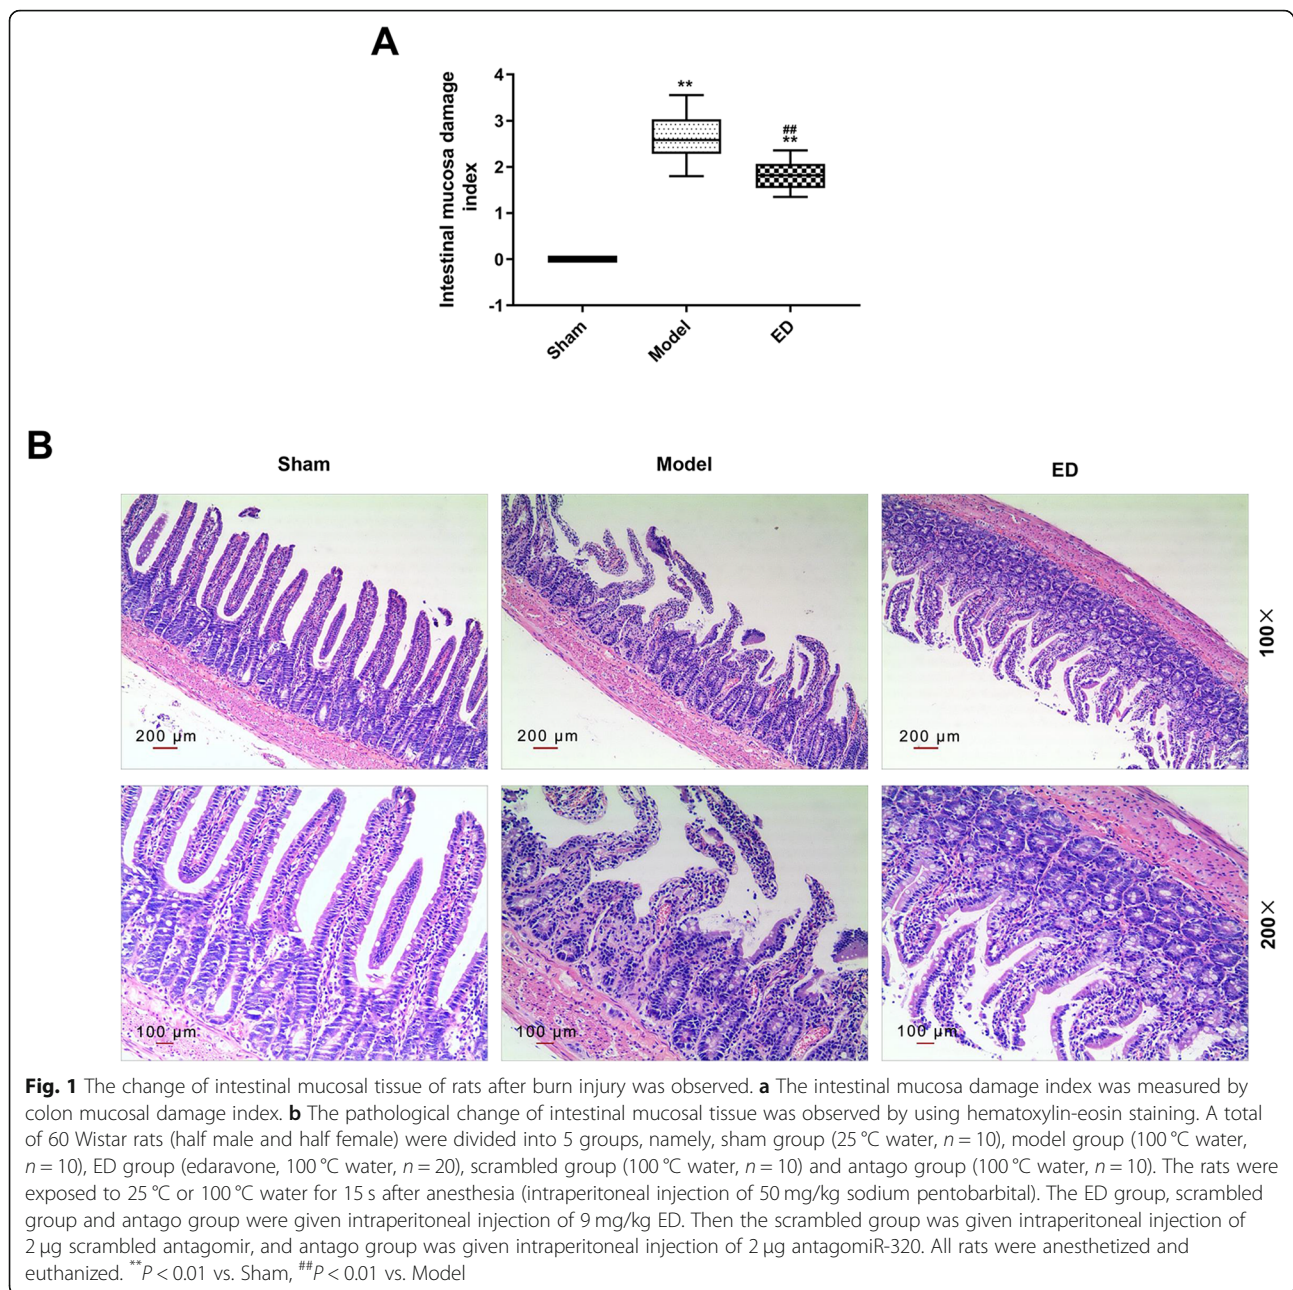 A
Intestinal mucosa damage
index
4
3
2
1
0
-1
**
##
**
Sham
Model
ED
B
Sham
Model
ED
200 µm
200 µm
200 µm
100×
100 µm
100 µm
100 µm
200×
Fig. 1 The change of intestinal mucosal tissue of rats after burn injury was observed. a The intestinal mucosa damage index was measured by
colon mucosal damage index. b The pathological change of intestinal mucosal tissue was observed by using hematoxylin-eosin staining. A total
of 60 Wistar rats (half male and half female) were divided into 5 groups, namely, sham group (25 °C water, n = 10), model group (100 °C water,
n = 10), ED group (edaravone, 100 °C water, n = 20), scrambled group (100 °C water, n = 10) and antago group (100 °C water, n = 10). The rats were
exposed to 25 °C or 100 °C water for 15 s after anesthesia (intraperitoneal injection of 50 mg/kg sodium pentobarbital). The ED group, scrambled
group and antago group were given intraperitoneal injection of 9 mg/kg ED. Then the scrambled group was given intraperitoneal injection of
2 µg scrambled antagomir, and antago group was given intraperitoneal injection of 2 µg antagomiR-320. All rats were anesthetized and
euthanized. **P < 0.01 vs. Sham, ##P < 0.01 vs. Model